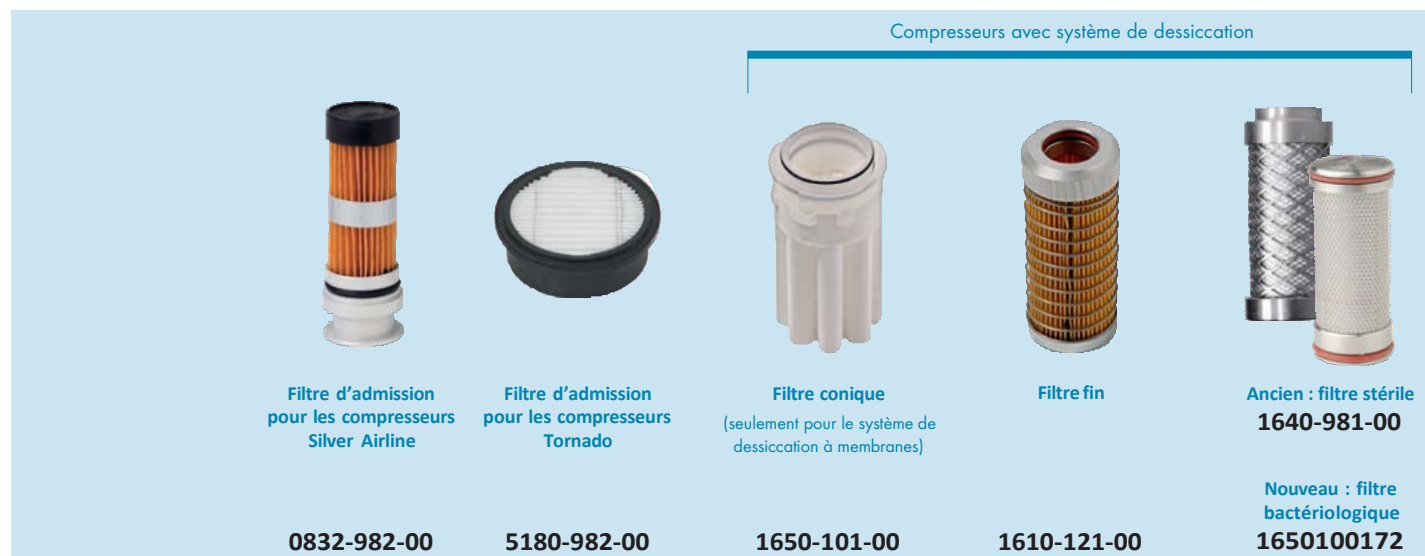 Compresseurs avec système de dessiccation
Filtre d’admission
pour les compresseurs
Silver Airline
0832-982-00
Filtre d’admission
pour les compresseurs
Tornado
5180-982-00
Filtre conique
(seulement pour le système de
dessiccation à membranes)
1650-101-00
Filtre fin
1610-121-00
Ancien : filtre stérile
1640-981-00
Nouveau : filtre
bactériologique
1650100172